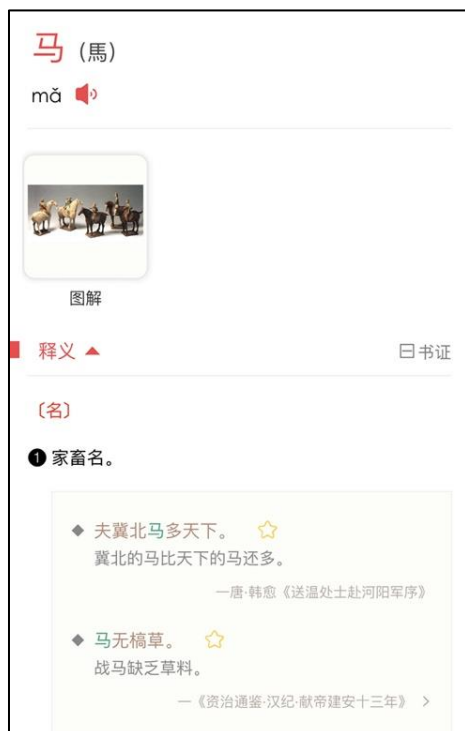 马（馬）
mǎ
图解
释义 书证
〔名〕
❶ 家畜名。
◆ 夫冀北马多天下。
冀北的马比天下的马还多。
—唐·韩愈《送温处士赴河阳军序》
◆ 马无槁草。
战马缺乏草料。
—《资治通鉴·汉纪·献帝建安十三年》 >